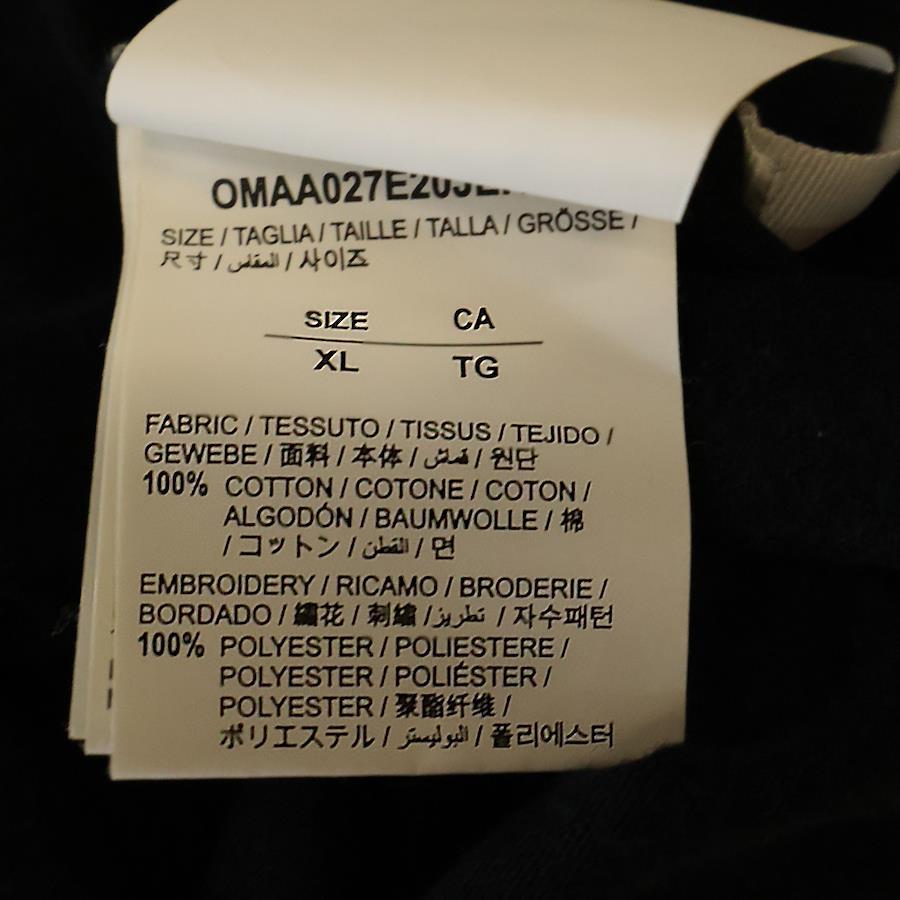 OMAA027E20
SIZE / TAGLIA / TAILLE / TALLA / GRÖSSE /
尺寸 / المقاس / 사이즈
SIZE CA
XL TG
FABRIC / TESSUTO / TISSUS / TEJIDO /
GEWEBE / 面料 / 本体 / قماش / 원단
100% COTTON / COTONE / COTON /
ALGODÓN / BAUMWOLLE / 棉
/ コットン / القطن / 면
EMBROIDERY / RICAMO / BRODERIE /
BORDADO / 繡花 / 刺繡 / تطريز / 자수패턴
100% POLYESTER / POLIESTERE /
POLYESTER / POLIÉSTER /
POLYESTER / 聚酯纤维 /
ポリエステル / البوليستر / 폴리에스터